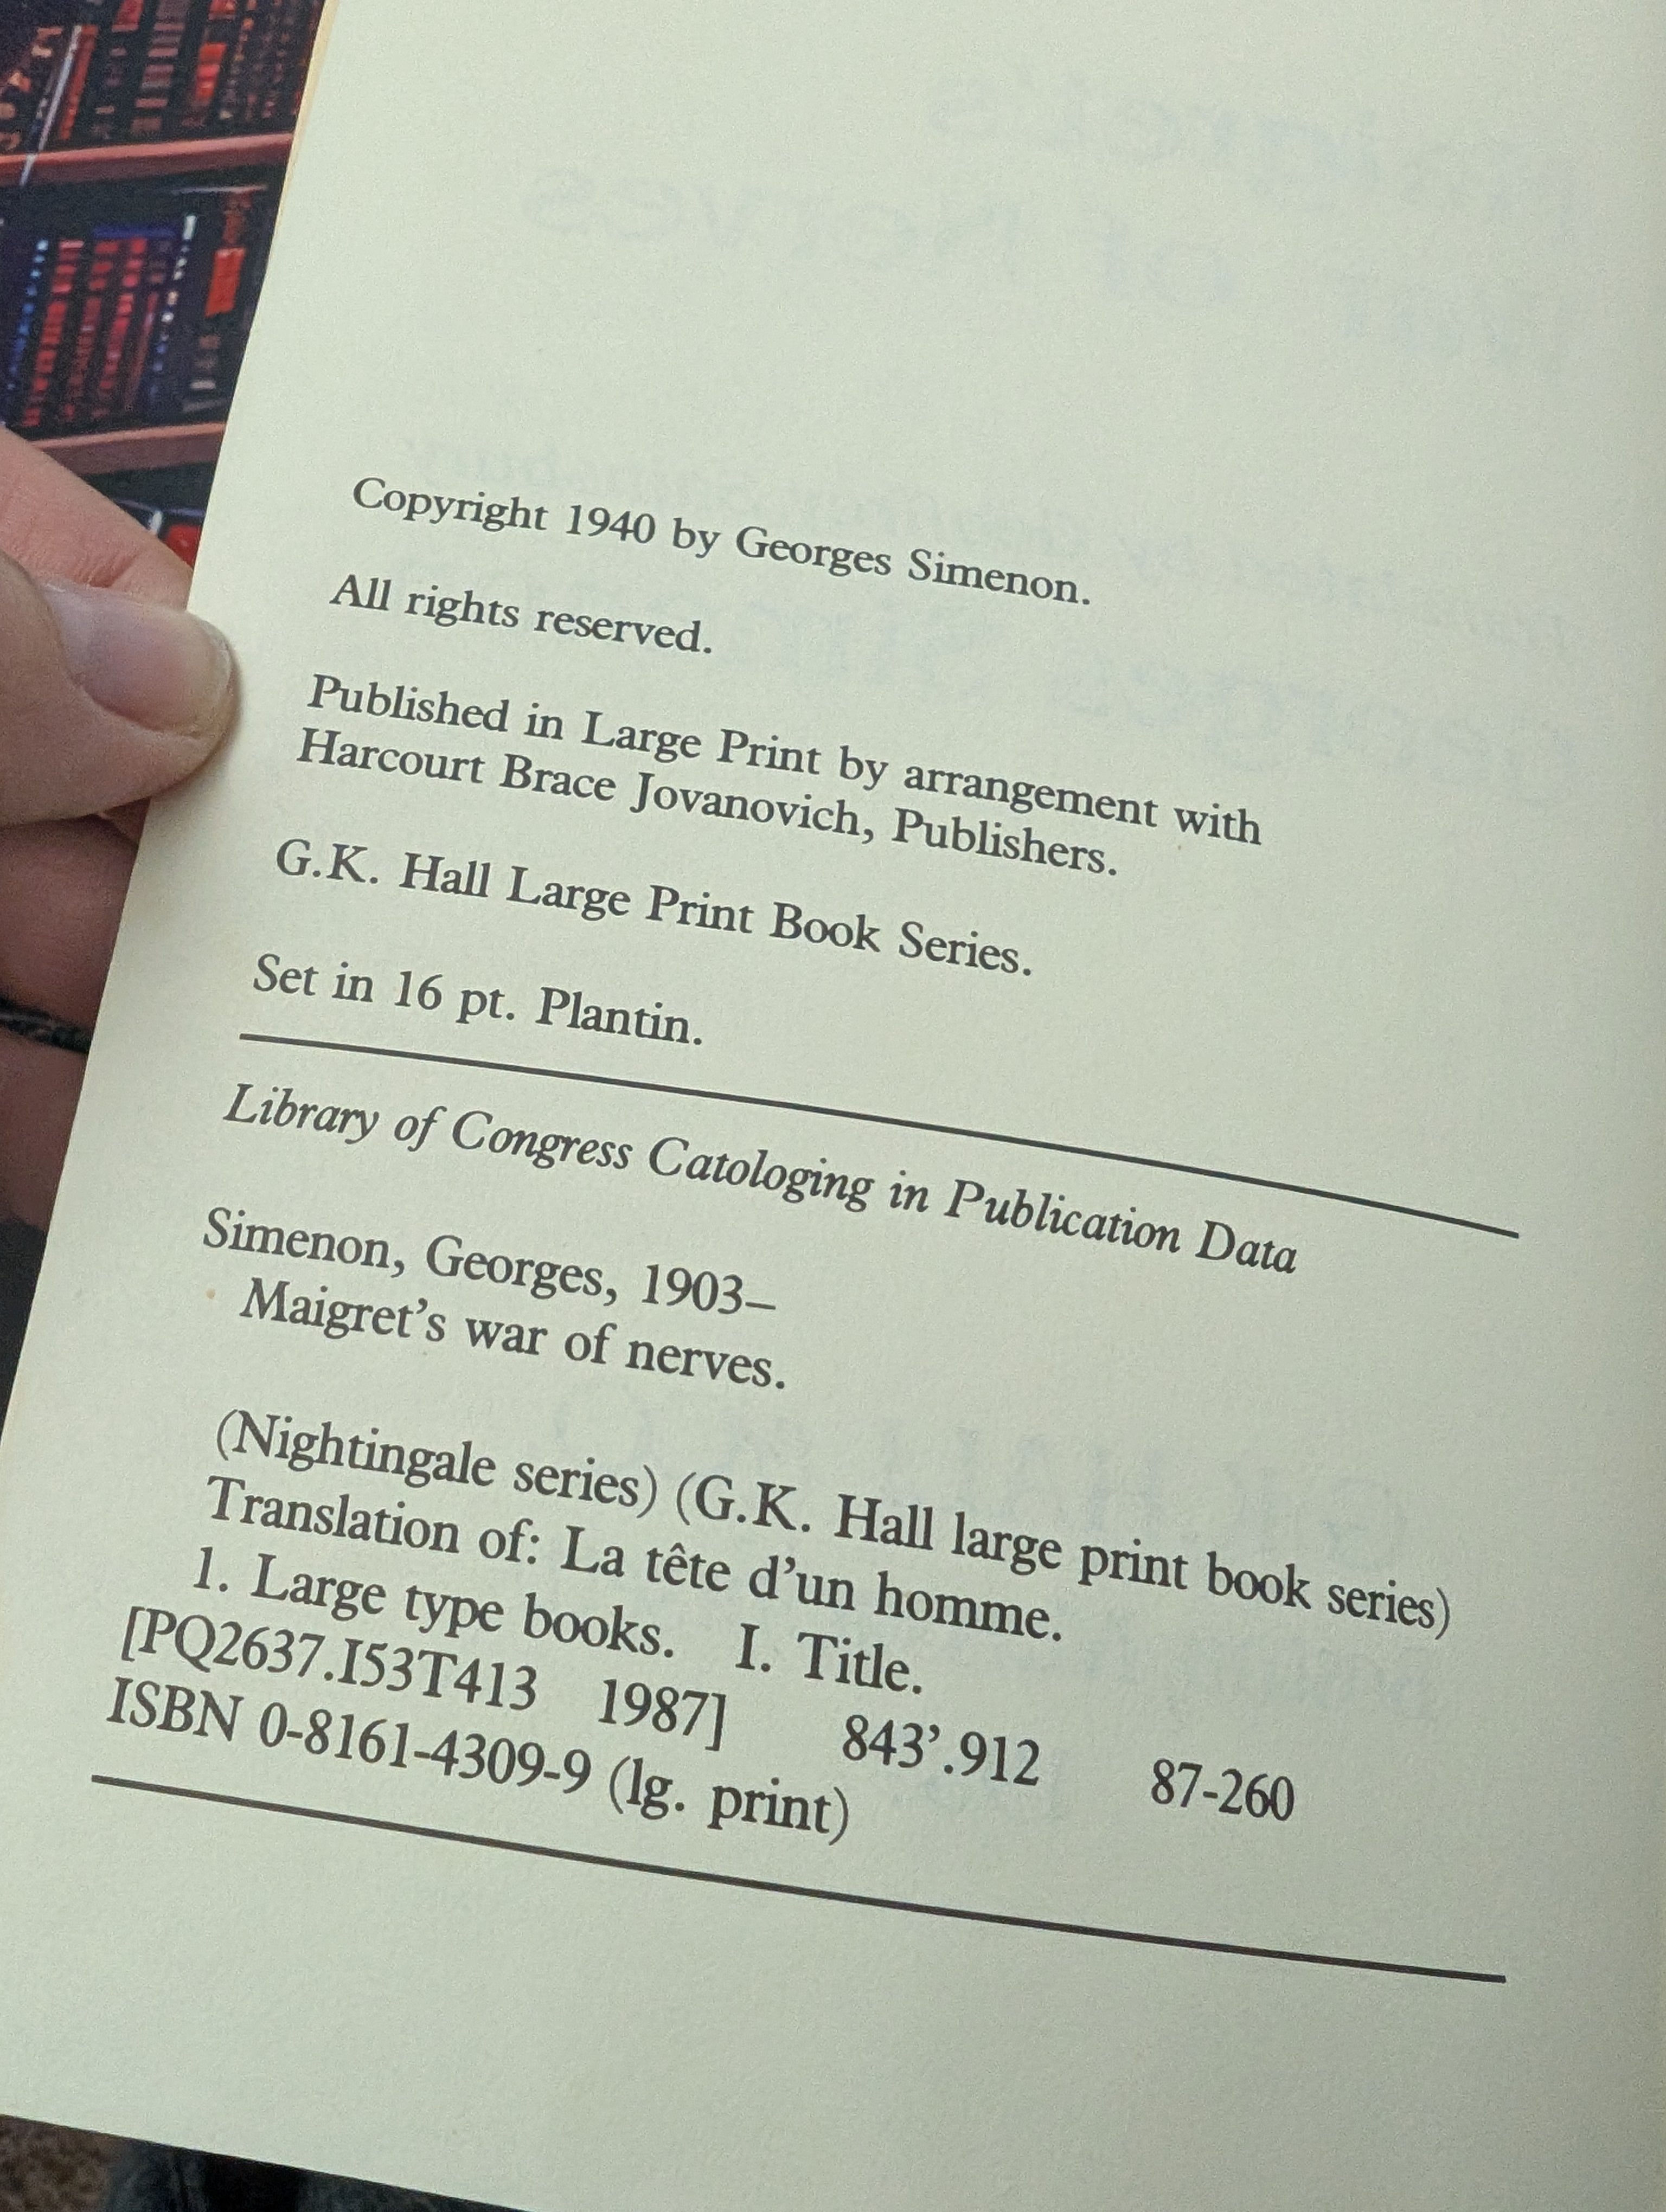 Copyright 1940 by Georges Simenon.
All rights reserved.
Published in Large Print by arrangement with
Harcourt Brace Jovanovich, Publishers.
G.K. Hall Large Print Book Series.
Set in 16 pt. Plantin.
Library of Congress Catologing in Publication Data
Simenon, Georges, 1903–
Maigret’s war of nerves.
(Nightingale series) (G.K. Hall large print book series)
Translation of: La tête d’un homme.
1. Large type books. I. Title.
[PQ2637.I53T413 1987] 843’.912 87-260
ISBN 0-8161-4309-9 (lg. print)